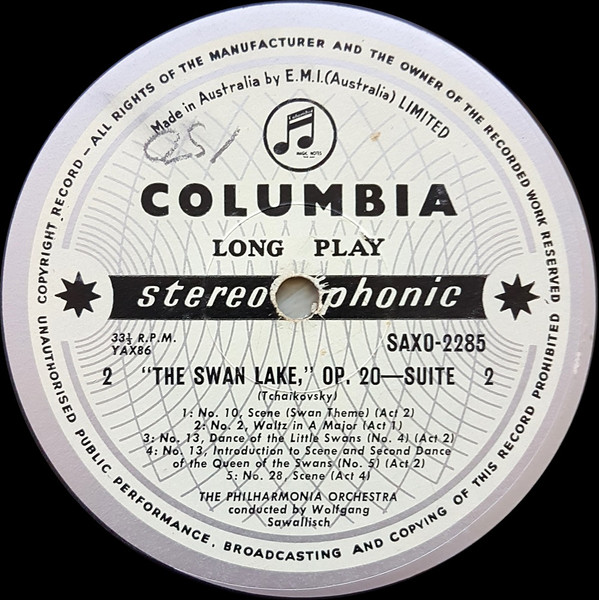 UNAUTHORISED PUBLIC PERFORMANCE, BROADCASTING AND COPYING OF THIS RECORD PROHIBITED
COPYRIGHT RECORD — ALL RIGHTS OF THE MANUFACTURER AND THE OWNER OF THE RECORDED WORK RESERVED
Made in Australia by E.M.I. (Australia) LIMITED
COLUMBIA
LONG PLAY
stereophonic
33⅓ R.P.M.
YAX86
SAXO-2285
2 "THE SWAN LAKE," OP. 20—SUITE 2
(Tchaikovsky)
1: No. 10, Scene (Swan Theme) (Act 2)
2: No. 2, Waltz in A Major (Act 1)
3: No. 13, Dance of the Little Swans (No. 4) (Act 2)
4: No. 13, Introduction to Scene and Second Dance
of the Queen of the Swans (No. 5) (Act 2)
5: No. 28, Scene (Act 4)
THE PHILHARMONIA ORCHESTRA
conducted by Wolfgang
Sawallisch